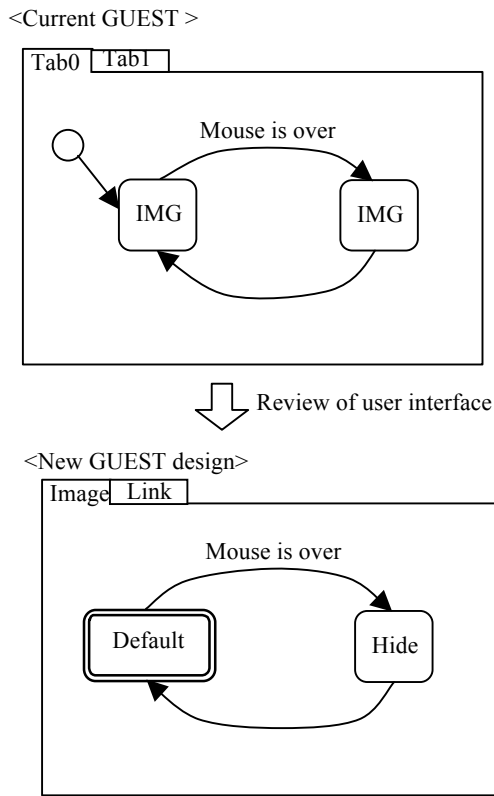 <Current GUEST >
Tab0 Tab1
Mouse is over
IMG IMG
Review of user interface
<New GUEST design>
Image Link
Mouse is over
Default Hide